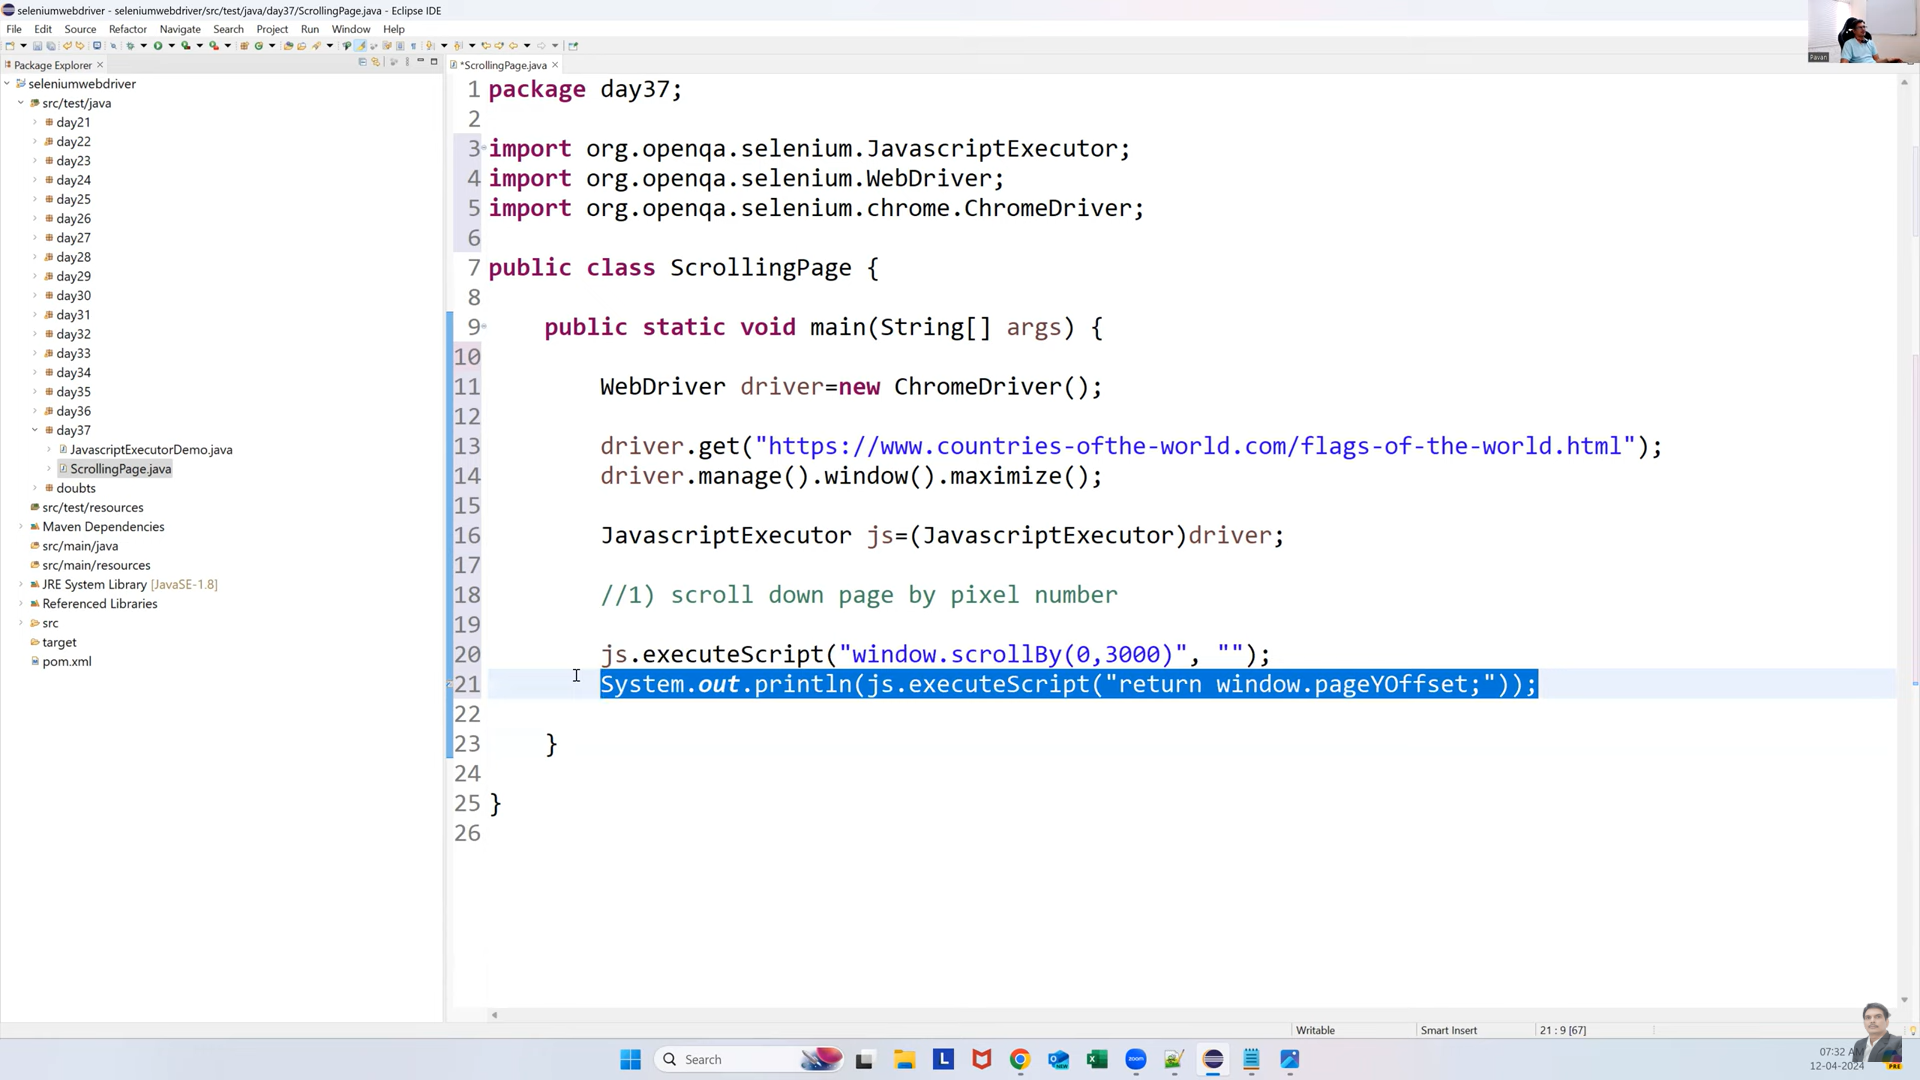 seleniumwebdriver - seleniumwebdriver/src/test/java/day37/ScrollingPage.java - Eclipse IDE
File Edit Source Refactor Navigate Search Project Run Window Help
Package Explorer
*ScrollingPage.java
seleniumwebdriver
src/test/java
day21
day22
day23
day24
day25
day26
day27
day28
day29
day30
day31
day32
day33
day34
day35
day36
day37
JavascriptExecutorDemo.java
ScrollingPage.java
doubts
src/test/resources
Maven Dependencies
src/main/java
src/main/resources
JRE System Library [JavaSE-1.8]
Referenced Libraries
src
target
pom.xml
1 package day37;
2
3 import org.openqa.selenium.JavascriptExecutor;
4 import org.openqa.selenium.WebDriver;
5 import org.openqa.selenium.chrome.ChromeDriver;
6
7 public class ScrollingPage {
8
9 public static void main(String[] args) {
10
11 WebDriver driver=new ChromeDriver();
12
13 driver.get("https://www.countries-ofthe-world.com/flags-of-the-world.html");
14 driver.manage().window().maximize();
15
16 JavascriptExecutor js=(JavascriptExecutor)driver;
17
18 //1) scroll down page by pixel number
19
20 js.executeScript("window.scrollBy(0,3000)", "");
21 System.out.println(js.executeScript("return window.pageYOffset;"));
22
23 }
24
25 }
26
Pavan
Writable Smart Insert 21 : 9 [67]
Search
zoom
07:32 AM
12-04-2024
PRE